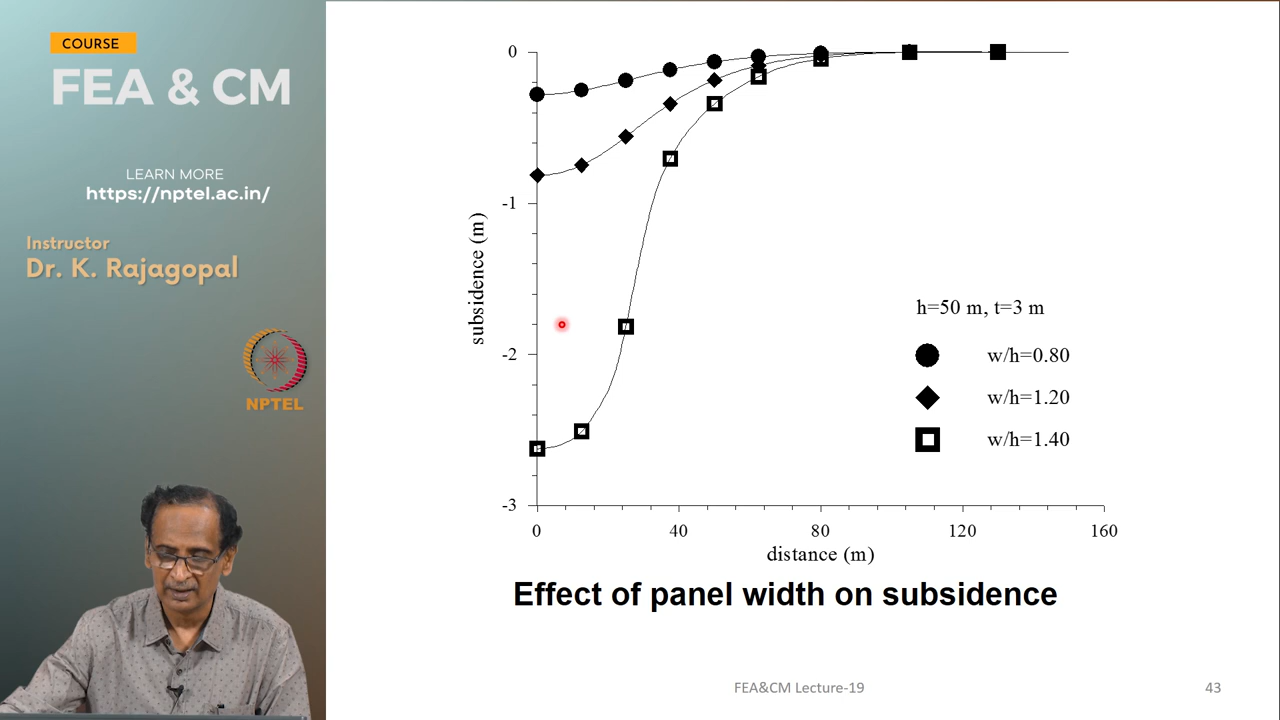 COURSE
FEA & CM
LEARN MORE
https://nptel.ac.in/
Instructor
Dr. K. Rajagopal
NPTEL
0
-1
-2
-3
subsidence (m)
0 40 80 120 160
distance (m)
h=50 m, t=3 m
w/h=0.80
w/h=1.20
w/h=1.40
Effect of panel width on subsidence
FEA&CM Lecture-19
43